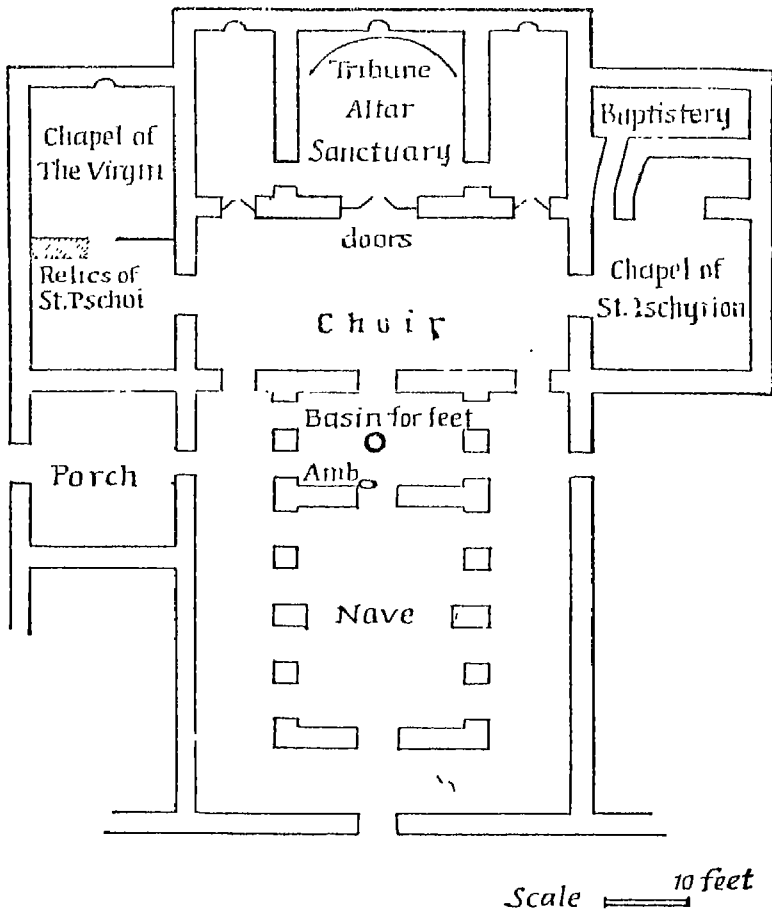 Tribune
Altar
Sanctuary
Chapel of
The Virgin
Baptistery
doors
Relics of
St. Pschoi
Chapel of
St. Ischyrion
Choir
Basin for feet
Porch
Amb
Nave
10 feet
Scale